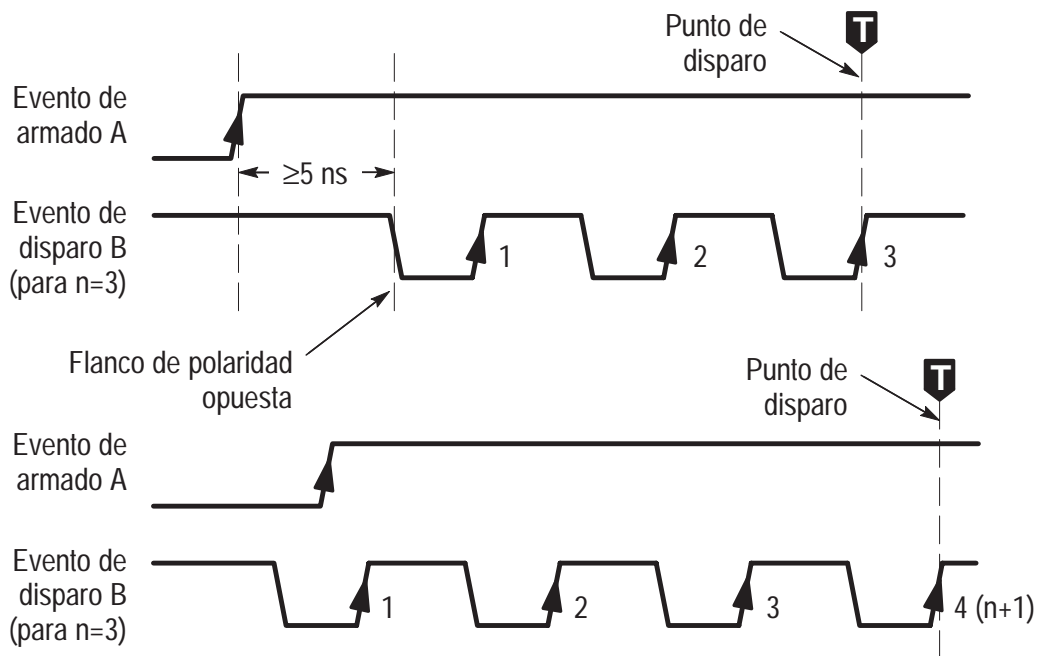 Punto de
disparo
T
Evento de
armado A
≥5 ns
Evento de
disparo B
(para n=3)
1
2
3
Flanco de polaridad
opuesta
Punto de
disparo
T
Evento de
armado A
Evento de
disparo B
(para n=3)
1
2
3
4 (n+1)